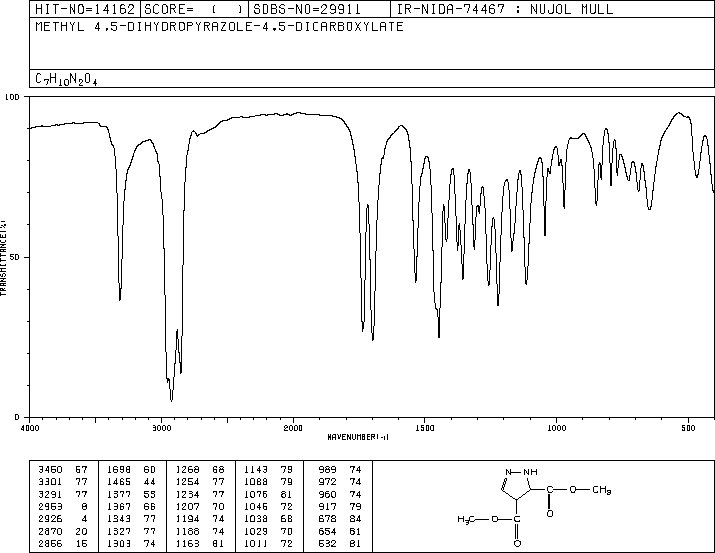 HIT-NO=14162 SCORE= ( ) SDBS-NO=29911 IR-NIDA-74467 : NUJOL MULL
METHYL 4,5-DIHYDROPYRAZOLE-4,5-DICARBOXYLATE
C7H10N2O4
100
TRANSMITTANCE(%)
50
0
4000 3000 2000 1500 1000 500
WAVENUMBER(-1)
3460 67 1698 60 1268 68 1143 79 989 74
3301 77 1465 44 1254 77 1088 79 972 74
3291 77 1377 55 1234 77 1076 81 960 74
2953 8 1367 66 1207 70 1046 72 917 79
2926 4 1343 77 1194 74 1038 68 678 84
2870 20 1327 77 1188 74 1029 70 654 81
2856 15 1303 74 1163 81 1011 72 632 81
N NH
C O CH3
O
H3C O C
O